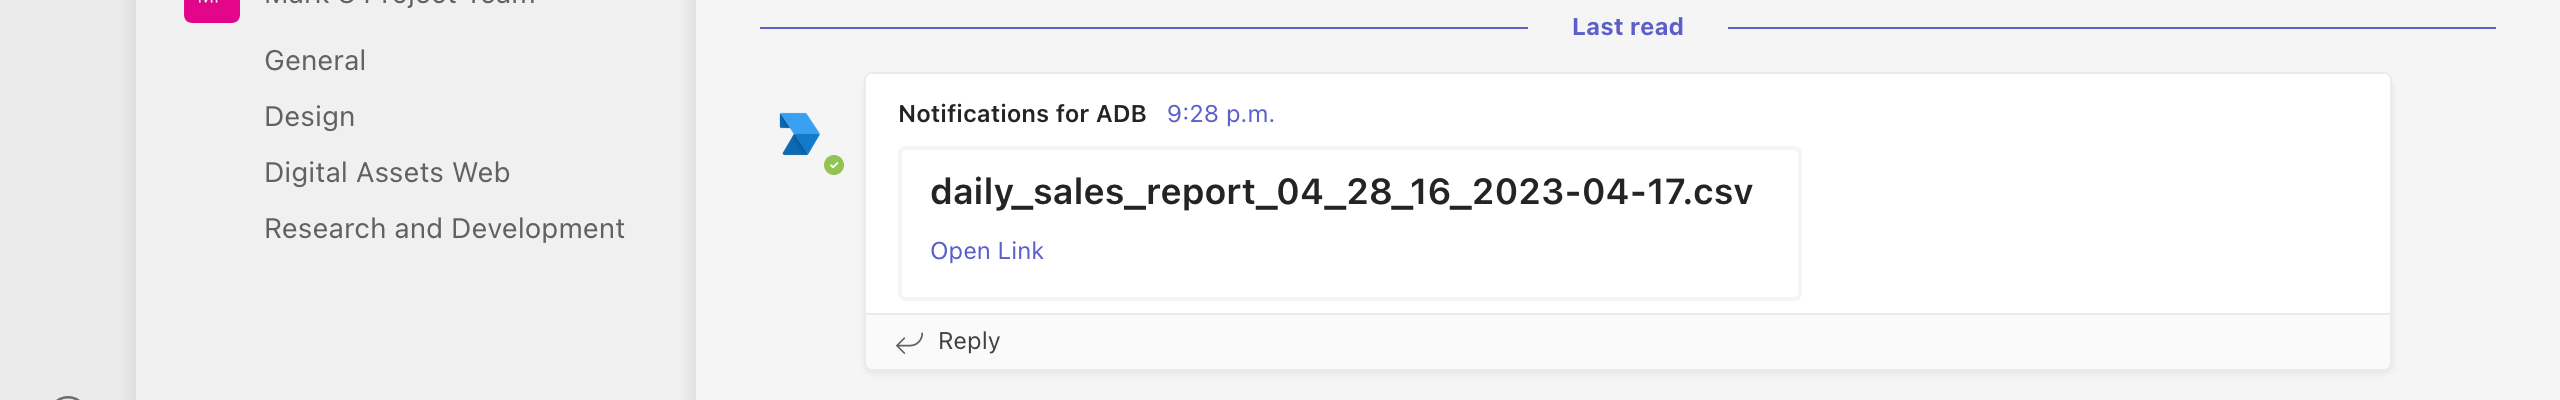 General
Design
Digital Assets Web
Research and Development
Last read
Notifications for ADB 9:28 p.m.
daily_sales_report_04_28_16_2023-04-17.csv
Open Link
Reply